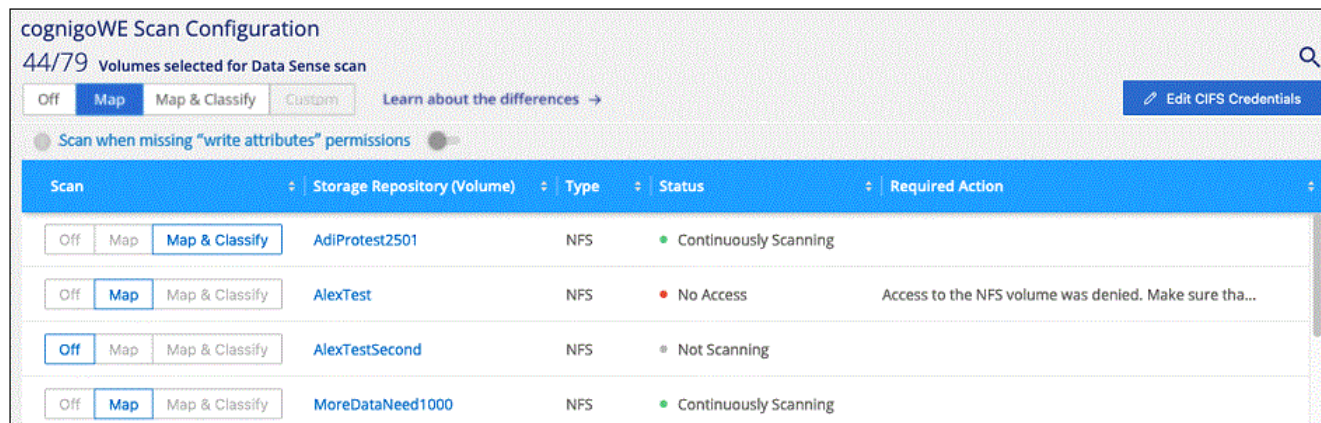 cognigoWE Scan Configuration
44/79 Volumes selected for Data Sense scan
Off Map Map & Classify Custom Learn about the differences → Edit CIFS Credentials
Scan when missing “write attributes” permissions
Scan Storage Repository (Volume) Type Status Required Action
Off Map Map & Classify AdiProtest2501 NFS Continuously Scanning
Off Map Map & Classify AlexTest NFS No Access Access to the NFS volume was denied. Make sure tha...
Off Map Map & Classify AlexTestSecond NFS Not Scanning
Off Map Map & Classify MoreDataNeed1000 NFS Continuously Scanning